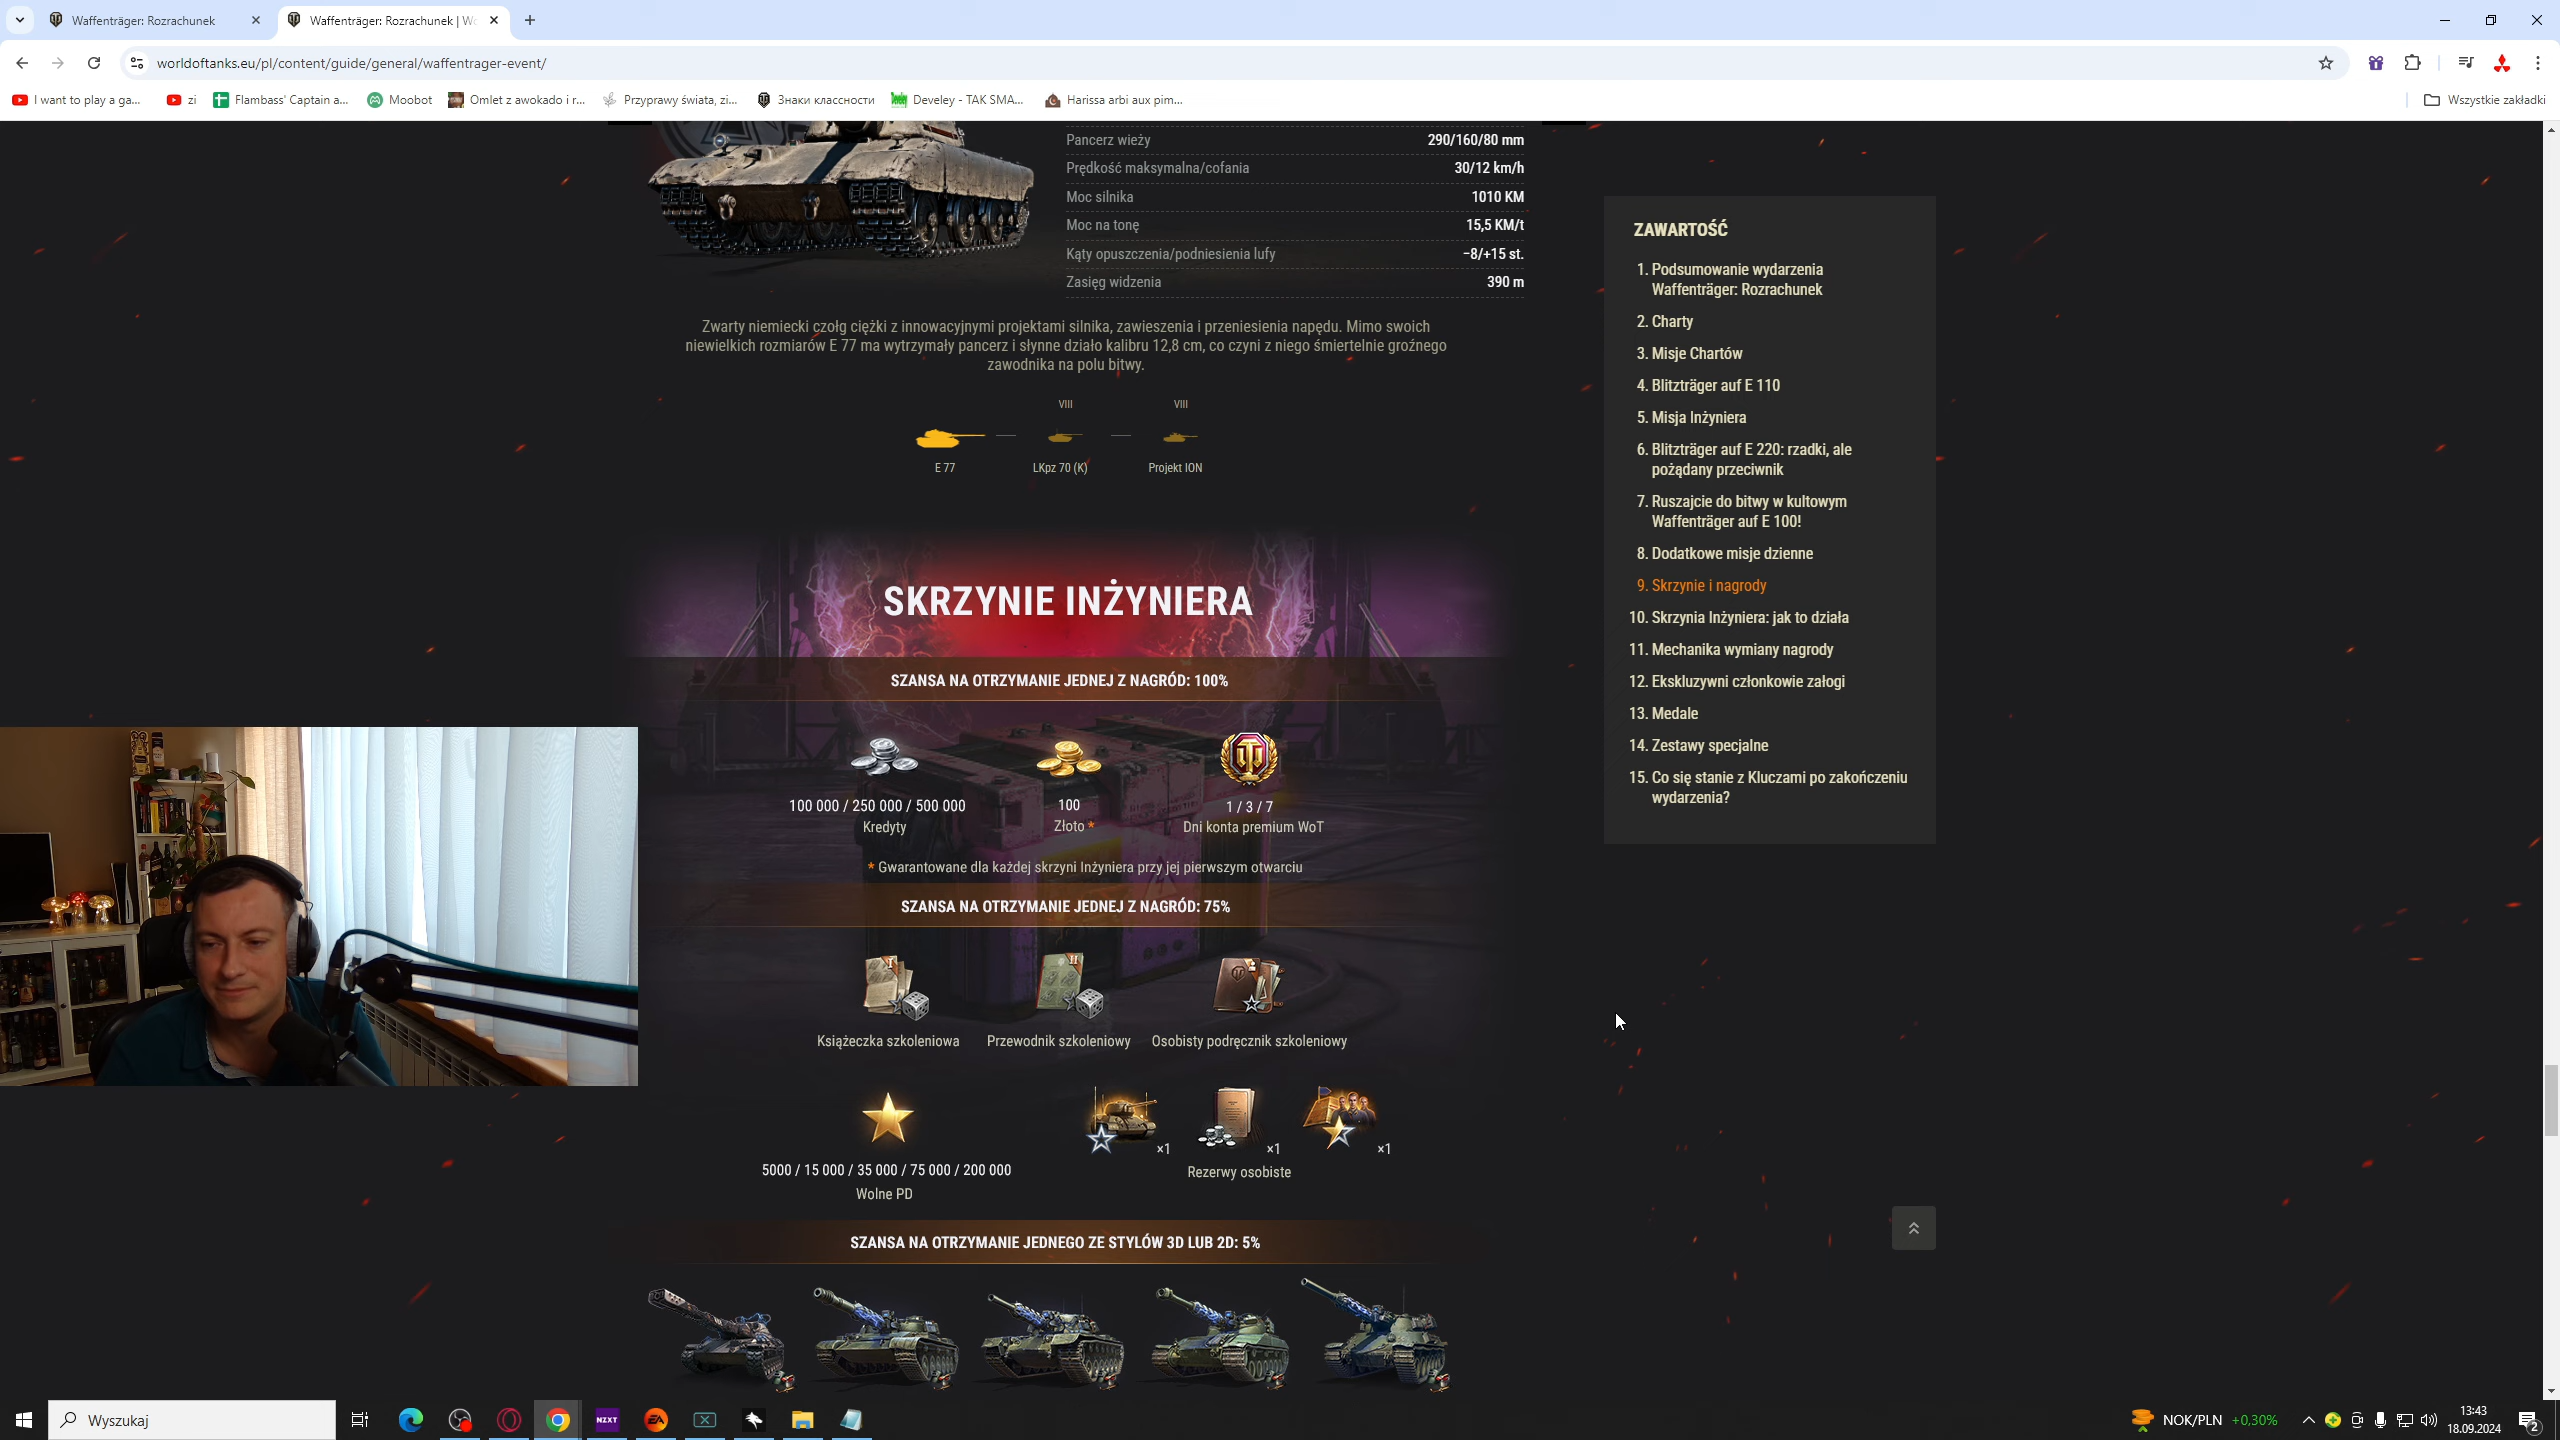 Waffenträger: Rozrachunek
Waffenträger: Rozrachunek | Wo
worldoftanks.eu/pl/content/guide/general/waffentrager-event/
I want to play a ga...
zi
Flambass' Captain a...
Moobot
Omlet z awokado i r...
Przyprawy świata, zi...
Знаки классности
Develey - TAK SMA...
Harissa arbi aux pim...
Wszystkie zakładki
Pancerz wieży 290/160/80 mm
Prędkość maksymalna/cofania 30/12 km/h
Moc silnika 1010 KM
Moc na tonę 15,5 KM/t
Kąty opuszczenia/podniesienia lufy −8/+15 st.
Zasięg widzenia 390 m
Zwarty niemiecki czołg ciężki z innowacyjnymi projektami silnika, zawieszenia i przeniesienia napędu. Mimo swoich
niewielkich rozmiarów E 77 ma wytrzymały pancerz i słynne działo kalibru 12,8 cm, co czyni z niego śmiertelnie groźnego
zawodnika na polu bitwy.
VIII VIII
E 77 LKpz 70 (K) Projekt ION
SKRZYNIE INŻYNIERA
SZANSA NA OTRZYMANIE JEDNEJ Z NAGRÓD: 100%
100 000 / 250 000 / 500 000 100 1 / 3 / 7
Kredyty Złoto * Dni konta premium WoT
* Gwarantowane dla każdej skrzyni Inżyniera przy jej pierwszym otwarciu
SZANSA NA OTRZYMANIE JEDNEJ Z NAGRÓD: 75%
I II
Książeczka szkoleniowa Przewodnik szkoleniowy Osobisty podręcznik szkoleniowy
×1 ×1 ×1
5000 / 15 000 / 35 000 / 75 000 / 200 000
Rezerwy osobiste
Wolne PD
SZANSA NA OTRZYMANIE JEDNEGO ZE STYLÓW 3D LUB 2D: 5%
ZAWARTOŚĆ
1. Podsumowanie wydarzenia
Waffenträger: Rozrachunek
2. Charty
3. Misje Chartów
4. Blitzträger auf E 110
5. Misja Inżyniera
6. Blitzträger auf E 220: rzadki, ale
pożądany przeciwnik
7. Ruszajcie do bitwy w kultowym
Waffenträger auf E 100!
8. Dodatkowe misje dzienne
9. Skrzynie i nagrody
10. Skrzynia Inżyniera: jak to działa
11. Mechanika wymiany nagrody
12. Ekskluzywni członkowie załogi
13. Medale
14. Zestawy specjalne
15. Co się stanie z Kluczami po zakończeniu
wydarzenia?
Wyszukaj
NZXT
EA
NOK/PLN +0,30%
13:43
18.09.2024
2